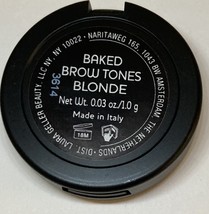 LAURA GELLER BEAUTY, LLC NY, NY 10022 · NARITAWEG 165, 1043 BW AMSTERDAM, THE NETHERLANDS · DIST.
3614
BAKED
BROW TONES
BLONDE
Net Wt. 0.03 oz/1.0 g
Made in Italy
18M